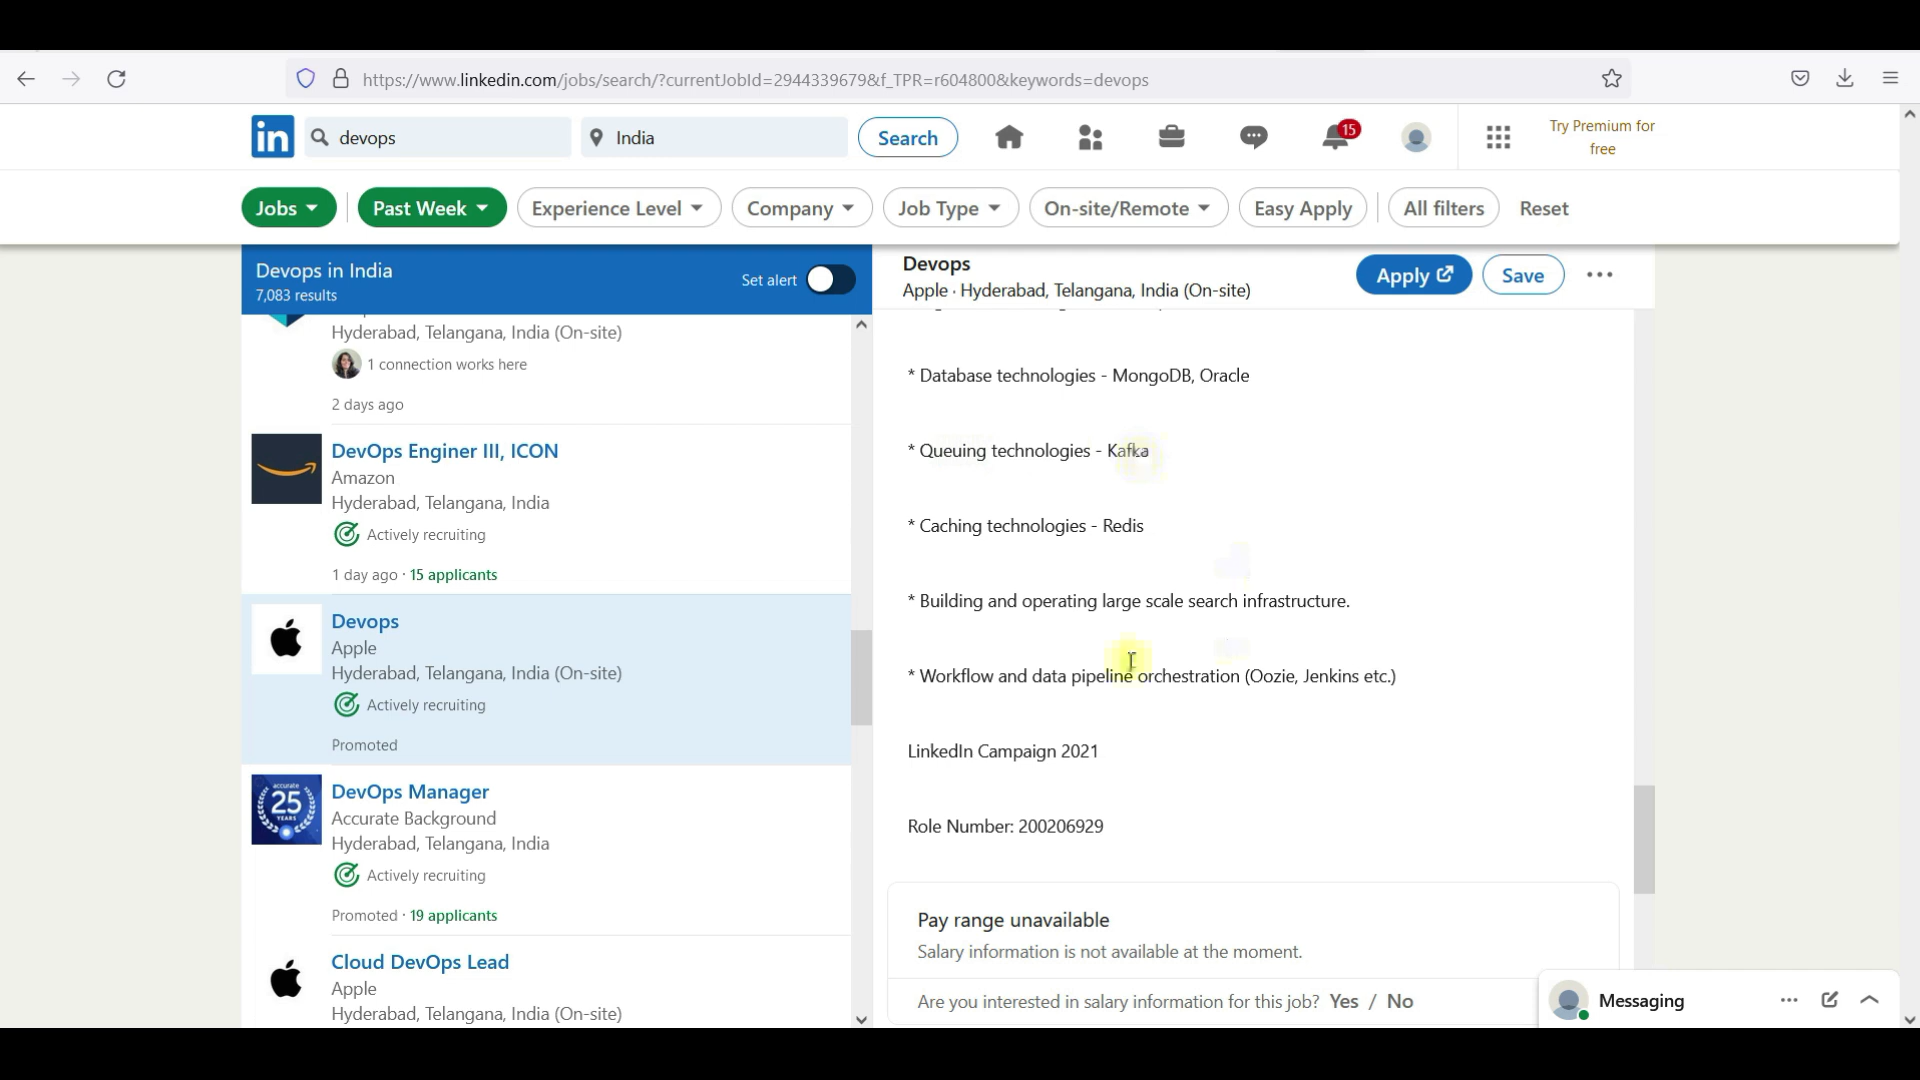 https://www.linkedin.com/jobs/search/?currentJobId=2944339679&f_TPR=r604800&keywords=devops
in
devops
India
Search
15
Try Premium for
free
Jobs
Past Week
Experience Level
Company
Job Type
On-site/Remote
Easy Apply
All filters
Reset
Devops in India
7,083 results
Set alert
Hyderabad, Telangana, India (On-site)
1 connection works here
2 days ago
DevOps Enginer III, ICON
Amazon
Hyderabad, Telangana, India
Actively recruiting
1 day ago · 15 applicants
Devops
Apple
Hyderabad, Telangana, India (On-site)
Actively recruiting
Promoted
accurate
25
YEARS
DevOps Manager
Accurate Background
Hyderabad, Telangana, India
Actively recruiting
Promoted · 19 applicants
Cloud DevOps Lead
Apple
Hyderabad, Telangana, India (On-site)
Devops
Apple · Hyderabad, Telangana, India (On-site)
Apply
Save
* Database technologies - MongoDB, Oracle
* Queuing technologies - Kafka
* Caching technologies - Redis
* Building and operating large scale search infrastructure.
* Workflow and data pipeline orchestration (Oozie, Jenkins etc.)
LinkedIn Campaign 2021
Role Number: 200206929
Pay range unavailable
Salary information is not available at the moment.
Are you interested in salary information for this job? Yes / No
Messaging